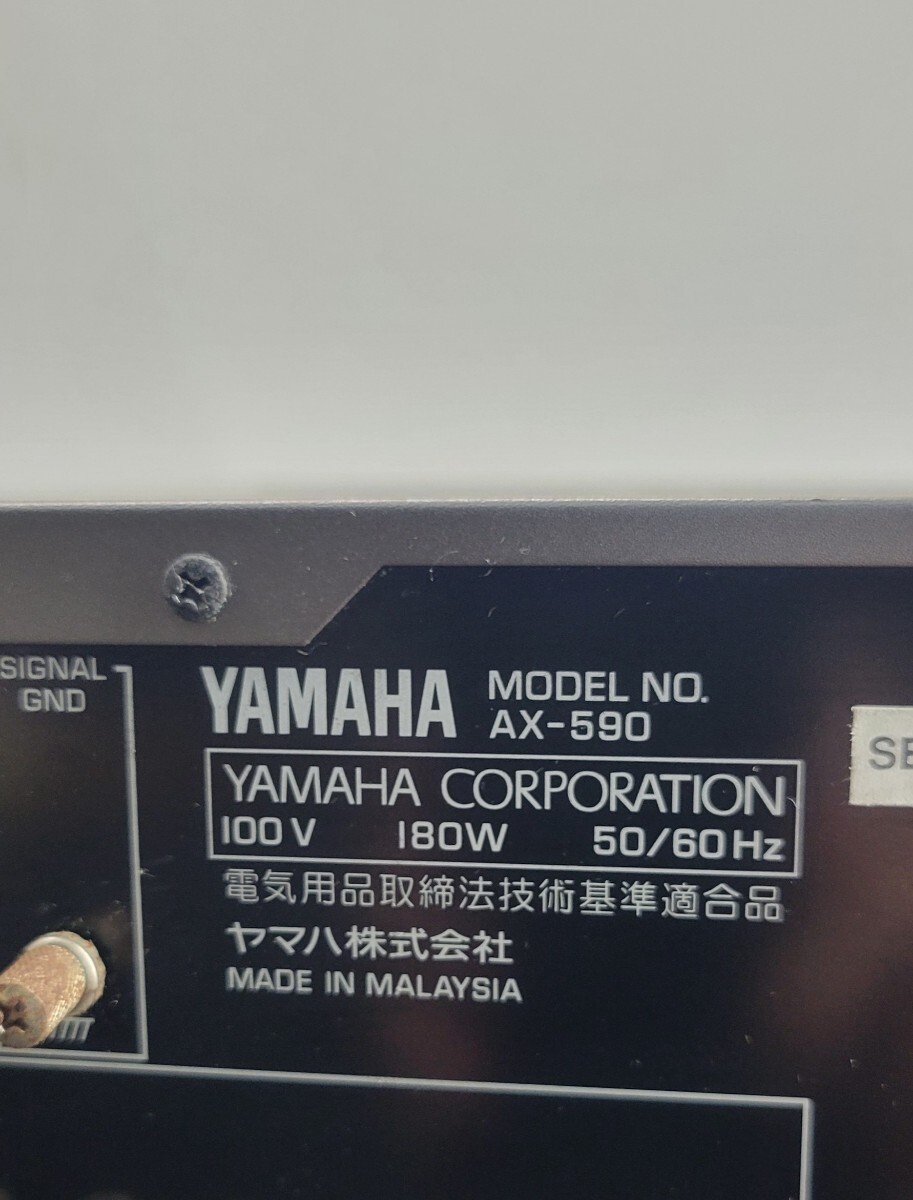 SIGNAL
GND
YAMAHA
MODEL NO.
AX-590
YAMAHA CORPORATION
100V 180W 50/60Hz
電気用品取締法技術基準適合品
ヤマハ株式会社
MADE IN MALAYSIA
SE